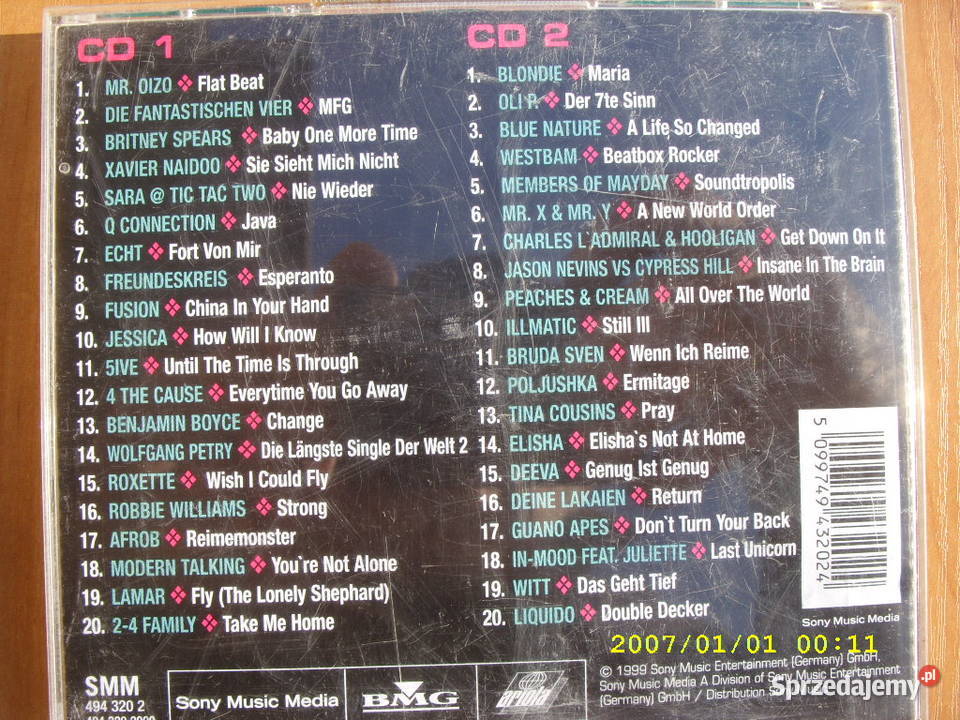 CD 1
1. MR. OIZO ❖ Flat Beat
2. DIE FANTASTISCHEN VIER ❖ MFG
3. BRITNEY SPEARS ❖ Baby One More Time
4. XAVIER NAIDOO ❖ Sie Sieht Mich Nicht
5. SARA @ TIC TAC TWO ❖ Nie Wieder
6. Q CONNECTION ❖ Java
7. ECHT ❖ Fort Von Mir
8. FREUNDESKREIS ❖ Esperanto
9. FUSION ❖ China In Your Hand
10. JESSICA ❖ How Will I Know
11. 5IVE ❖ Until The Time Is Through
12. 4 THE CAUSE ❖ Everytime You Go Away
13. BENJAMIN BOYCE ❖ Change
14. WOLFGANG PETRY ❖ Die Längste Single Der Welt 2
15. ROXETTE ❖ Wish I Could Fly
16. ROBBIE WILLIAMS ❖ Strong
17. AFROB ❖ Reimemonster
18. MODERN TALKING ❖ You`re Not Alone
19. LAMAR ❖ Fly (The Lonely Shephard)
20. 2-4 FAMILY ❖ Take Me Home
CD 2
1. BLONDIE ❖ Maria
2. OLI P. ❖ Der 7te Sinn
3. BLUE NATURE ❖ A Life So Changed
4. WESTBAM ❖ Beatbox Rocker
5. MEMBERS OF MAYDAY ❖ Soundtropolis
6. MR. X & MR. Y ❖ A New World Order
7. CHARLES L`ADMIRAL & HOOLIGAN ❖ Get Down On It
8. JASON NEVINS VS CYPRESS HILL ❖ Insane In The Brain
9. PEACHES & CREAM ❖ All Over The World
10. ILLMATIC ❖ Still Ill
11. BRUDA SVEN ❖ Wenn Ich Reime
12. POLJUSHKA ❖ Ermitage
13. TINA COUSINS ❖ Pray
14. ELISHA ❖ Elisha`s Not At Home
15. DEEVA ❖ Genug Ist Genug
16. DEINE LAKAIEN ❖ Return
17. GUANO APES ❖ Don`t Turn Your Back
18. IN-MOOD FEAT. JULIETTE ❖ Last Unicorn
19. WITT ❖ Das Geht Tief
20. LIQUIDO ❖ Double Decker
5 099749 432024
Sony Music Media
2007/01/01 00:11
SMM
494 320 2
Sony Music Media
BMG
ariola
© 1999 Sony Music Entertainment (Germany) GmbH,
Sony Music Media A Division of Sony Music Entertainment
(Germany) GmbH / Distribution
Sprzedajemy.pl